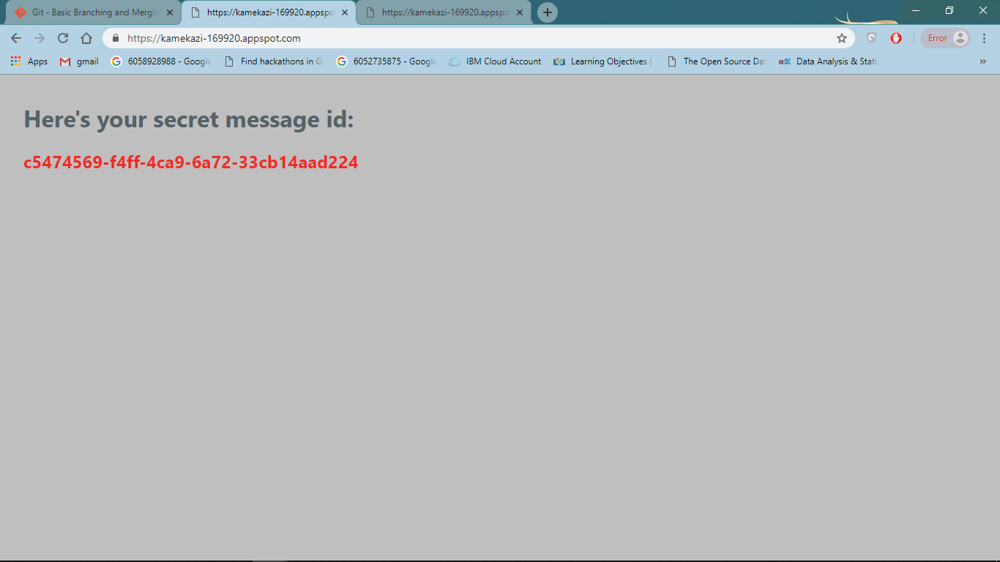 Git - Basic Branching and Mergin
https://kamekazi-169920.appspo
https://kamekazi-169920.appspo
https://kamekazi-169920.appspot.com
Error
Apps
gmail
6058928988 - Google
Find hackathons in G
6052735875 - Google
IBM Cloud Account
Learning Objectives |
The Open Source Dat
Data Analysis & Statis
Here's your secret message id:
c5474569-f4ff-4ca9-6a72-33cb14aad224